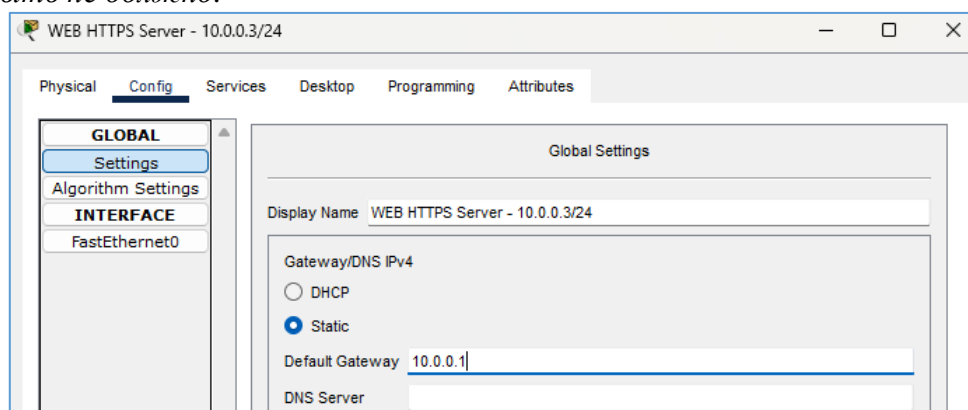 WEB HTTPS Server - 10.0.0.3/24
Physical Config Services Desktop Programming Attributes
GLOBAL
Settings
Algorithm Settings
INTERFACE
FastEthernet0
Global Settings
Display Name WEB HTTPS Server - 10.0.0.3/24
Gateway/DNS IPv4
DHCP
Static
Default Gateway 10.0.0.1
DNS Server